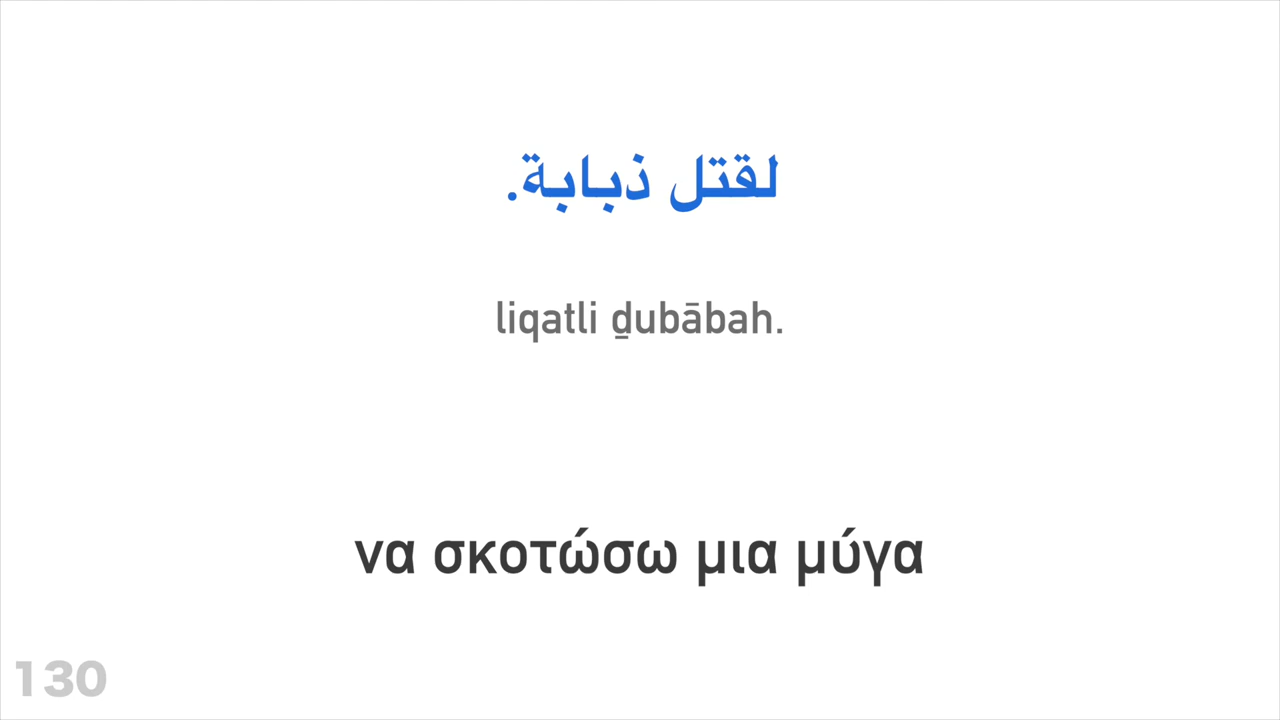 لقتل ذبابة.
liqatli ḏubābah.
να σκοτώσω μια μύγα
130